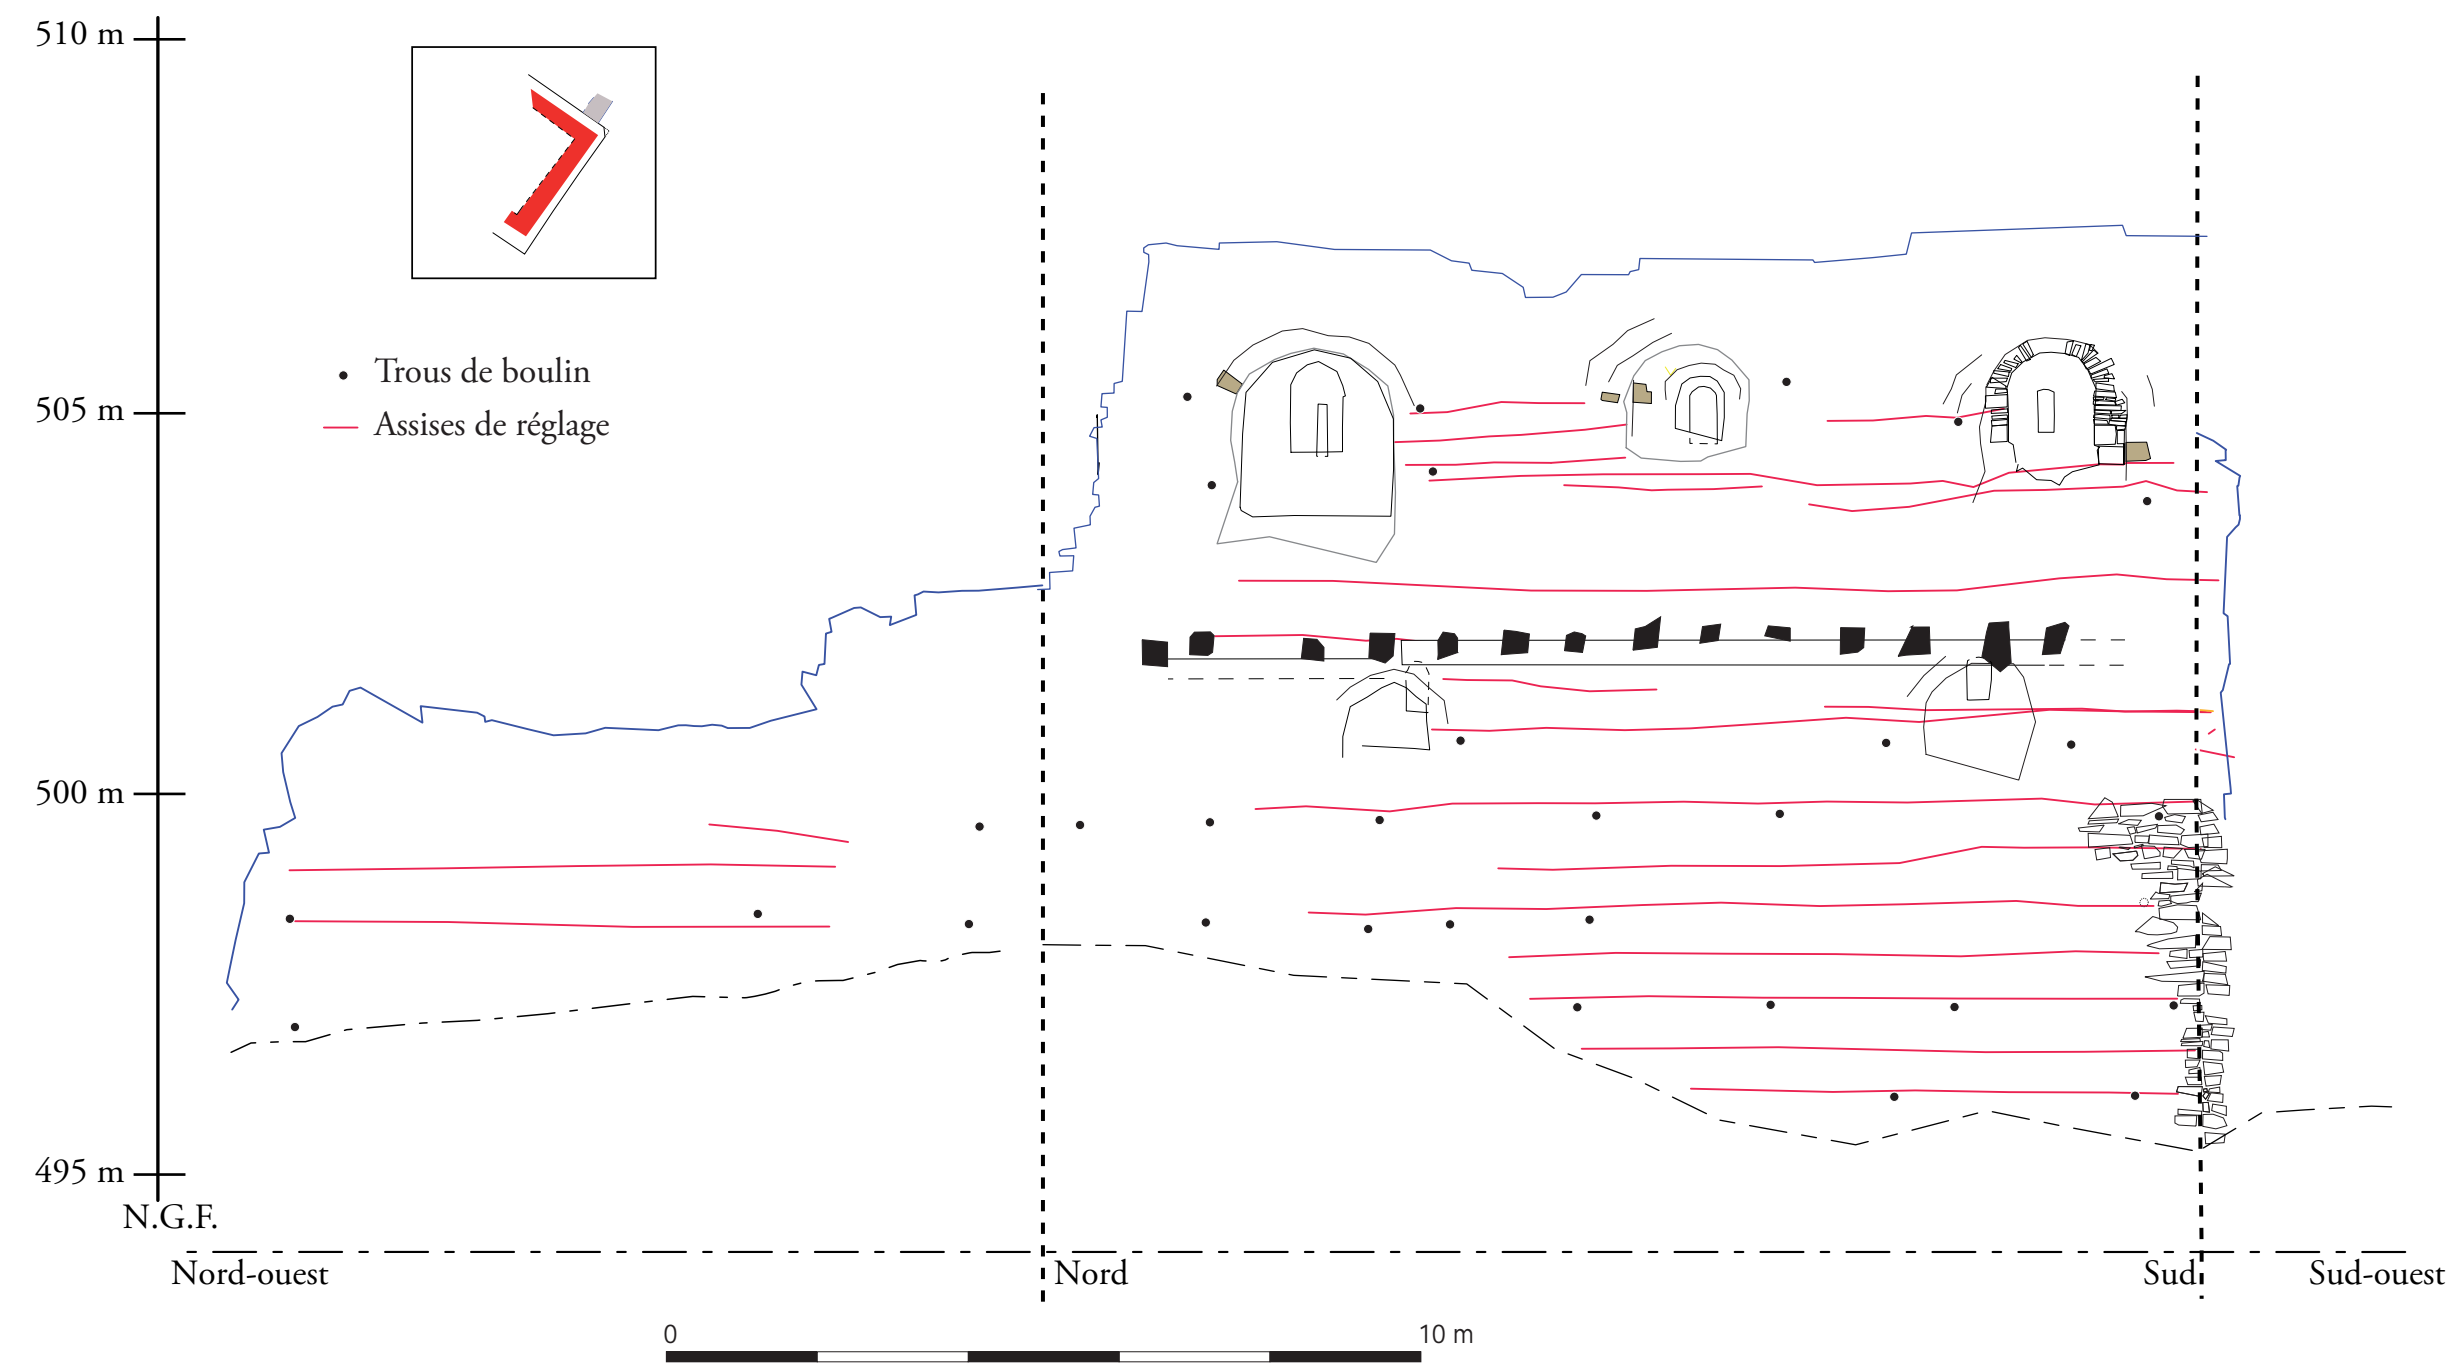 510 m
Trous de boulin
505 m
Assises de réglage
500 m
495 m
N.G.F.
Nord-ouest
Nord
Sud
Sud-ouest
0
10 m